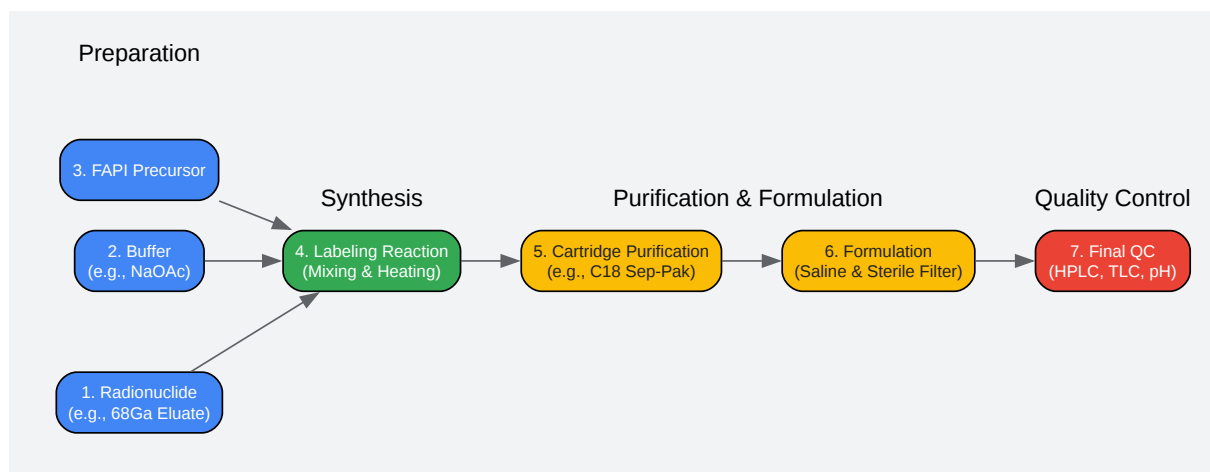 Preparation
3. FAPI Precursor
2. Buffer
(e.g., NaOAc)
1. Radionuclide
(e.g., 68Ga Eluate)
Synthesis
4. Labeling Reaction
(Mixing & Heating)
Purification & Formulation
5. Cartridge Purification
(e.g., C18 Sep-Pak)
6. Formulation
(Saline & Sterile Filter)
Quality Control
7. Final QC
(HPLC, TLC, pH)